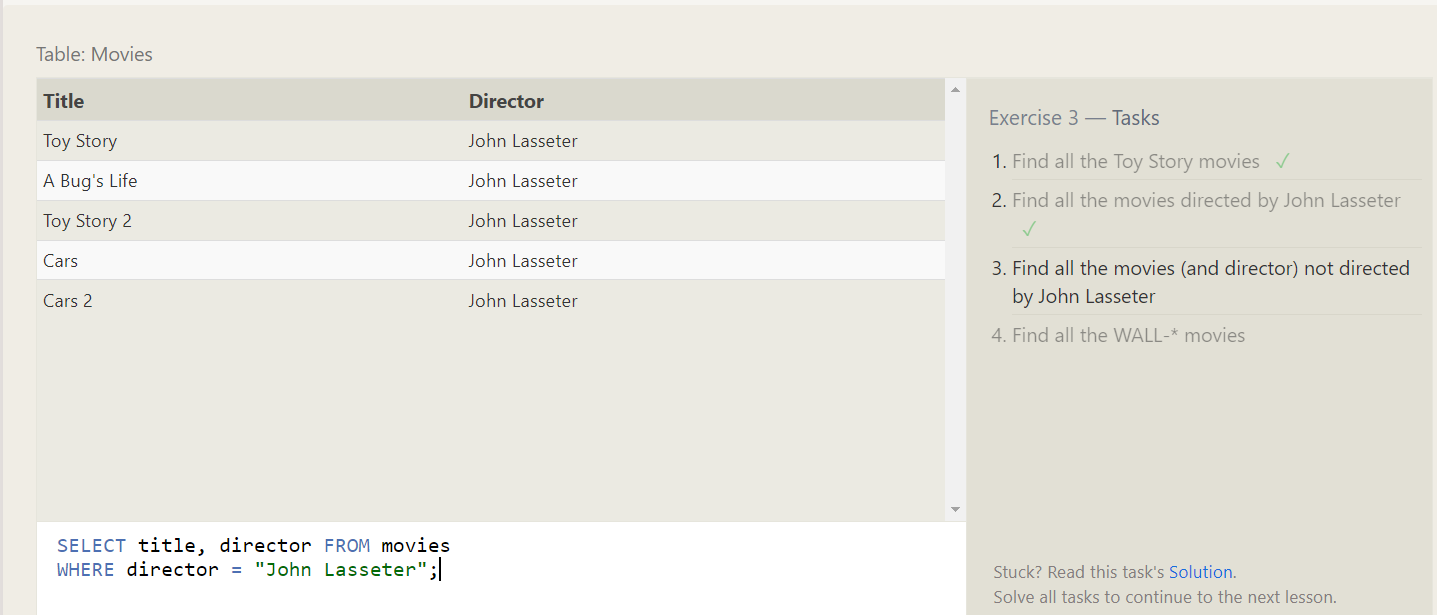 Table: Movies
Title Director
Toy Story John Lasseter
A Bug's Life John Lasseter
Toy Story 2 John Lasseter
Cars John Lasseter
Cars 2 John Lasseter
SELECT title, director FROM movies
WHERE director = "John Lasseter";
Exercise 3 — Tasks
1. Find all the Toy Story movies ✓
2. Find all the movies directed by John Lasseter
✓
3. Find all the movies (and director) not directed
by John Lasseter
4. Find all the WALL-* movies
Stuck? Read this task's Solution.
Solve all tasks to continue to the next lesson.